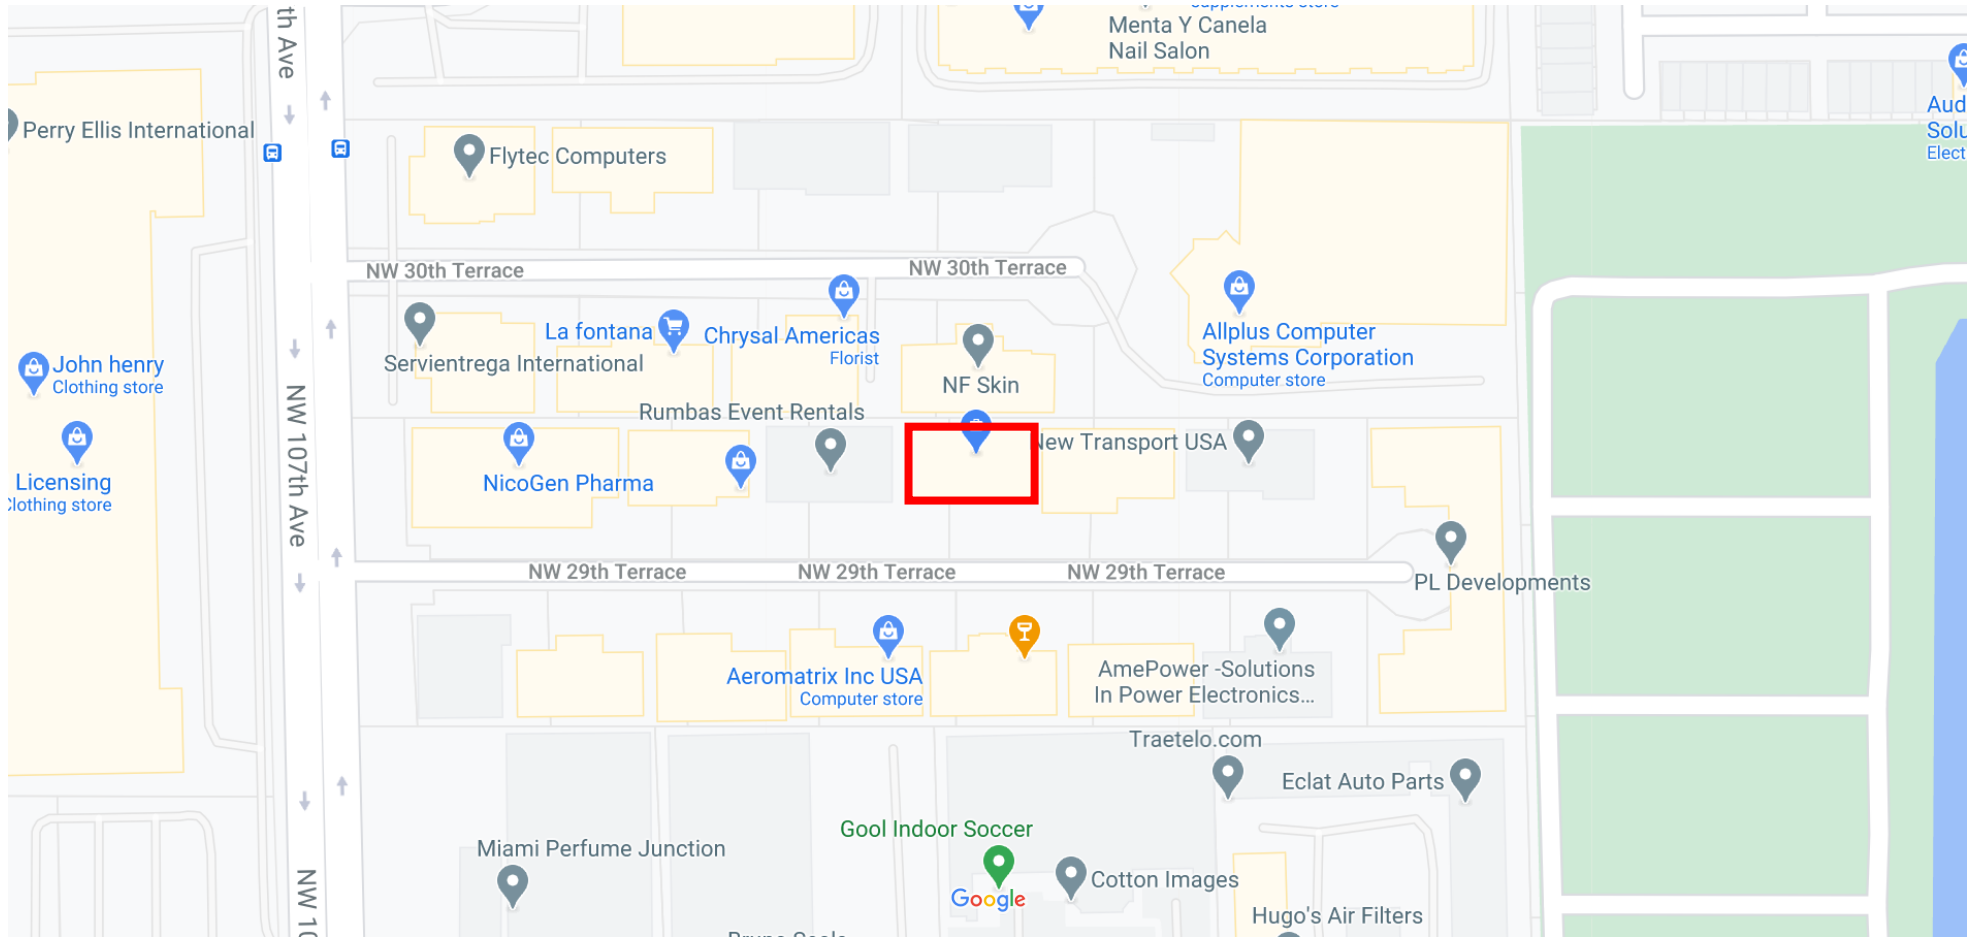 Menta Y Canela
Nail Salon
th Ave
Perry Ellis International
Flytec Computers
Aud
Solu
Elect
NW 30th Terrace
NW 30th Terrace
La fontana
Chrysal Americas
Florist
Servientrega International
Allplus Computer
Systems Corporation
Computer store
John henry
Clothing store
NF Skin
NW 107th Ave
Rumbas Event Rentals
New Transport USA
Licensing
Clothing store
NicoGen Pharma
NW 29th Terrace
NW 29th Terrace
NW 29th Terrace
PL Developments
Aeromatrix Inc USA
Computer store
AmePower -Solutions
In Power Electronics...
Traetelo.com
Eclat Auto Parts
Gool Indoor Soccer
Miami Perfume Junction
Cotton Images
Google
NW 10
Hugo's Air Filters